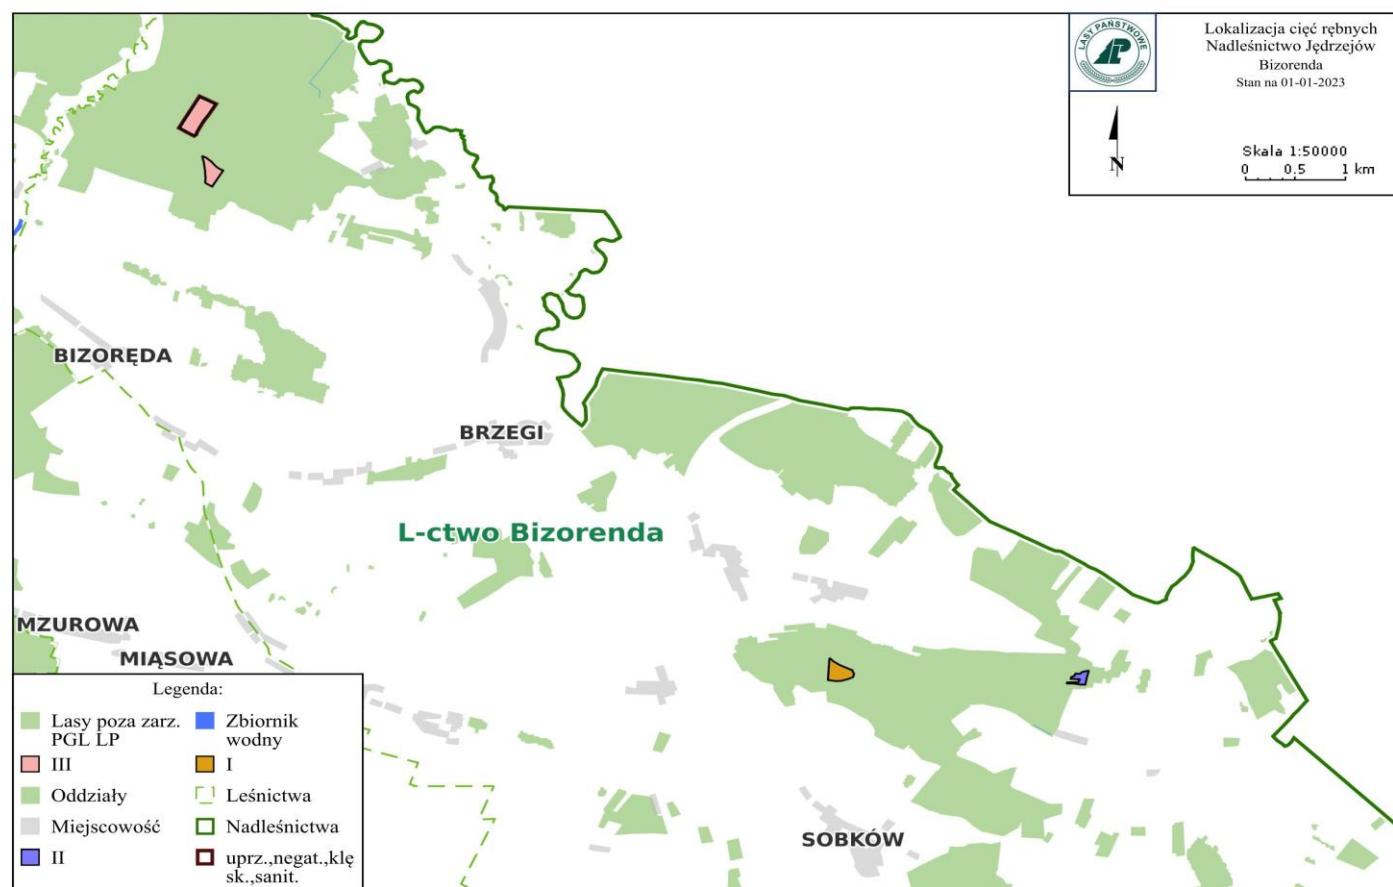 LASY PAŃSTWOWE
Lokalizacja cięć rębnych
Nadleśnictwo Jędrzejów
Bizorenda
Stan na 01-01-2023
N
Skala 1:50000
0 0.5 1 km
BIZORĘDA
BRZEGI
L-ctwo Bizorenda
MZUROWA
MIĄSOWA
SOBKÓW
Legenda:
Lasy poza zarz.
PGL LP
Zbiornik
wodny
III
I
Oddziały
Leśnictwa
Miejscowość
Nadleśnictwa
II
uprz.,negat.,klę
sk.,sanit.